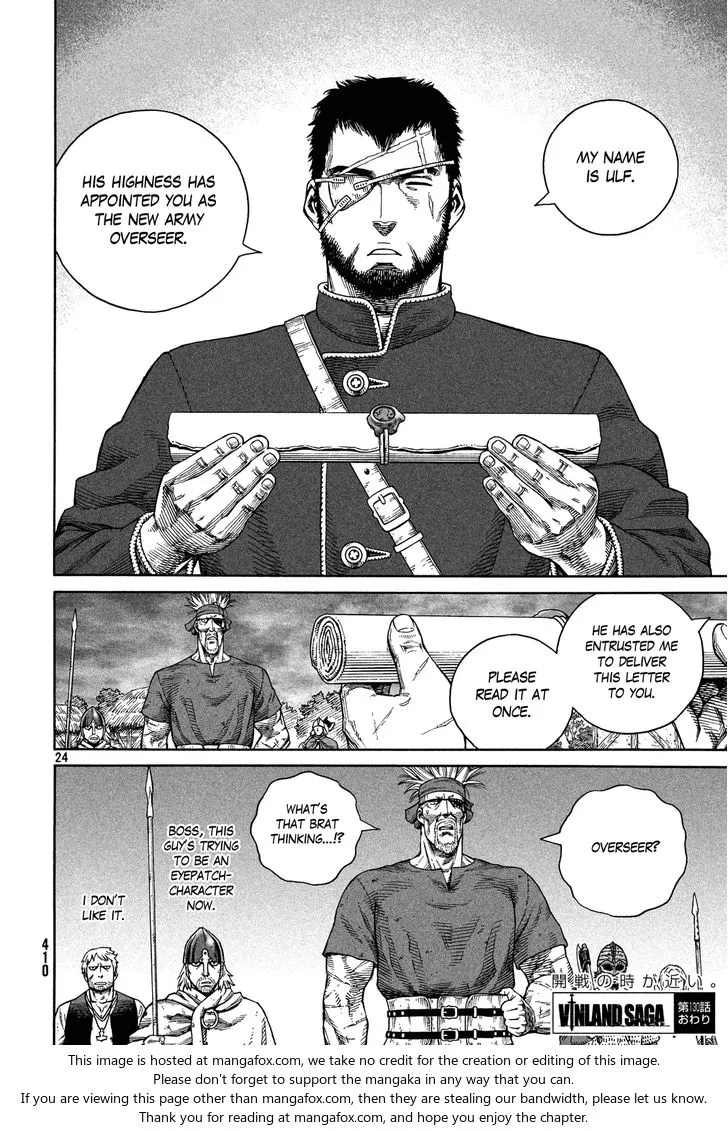 MY NAME
IS ULF.
HIS HIGHNESS HAS
APPOINTED YOU AS
THE NEW ARMY
OVERSEER.
HE HAS ALSO
ENTRUSTED ME
TO DELIVER
THIS LETTER
TO YOU.
PLEASE
READ IT AT
ONCE.
24
OVERSEER?
WHAT'S
THAT BRAT
THINKING...!?
BOSS, THIS
GUY'S TRYING
TO BE AN
EYEPATCH-
CHARACTER
NOW.
I DON'T
LIKE IT.
410
開戦の時が近い。
VINLAND SAGA
第130話
おわり
This image is hosted at mangafox.com, we take no credit for the creation or editing of this image.
Please don't forget to support the mangaka in any way that you can.
If you are viewing this page other than mangafox.com, then they are stealing our bandwidth, please let us know.
Thank you for reading at mangafox.com, and hope you enjoy the chapter.